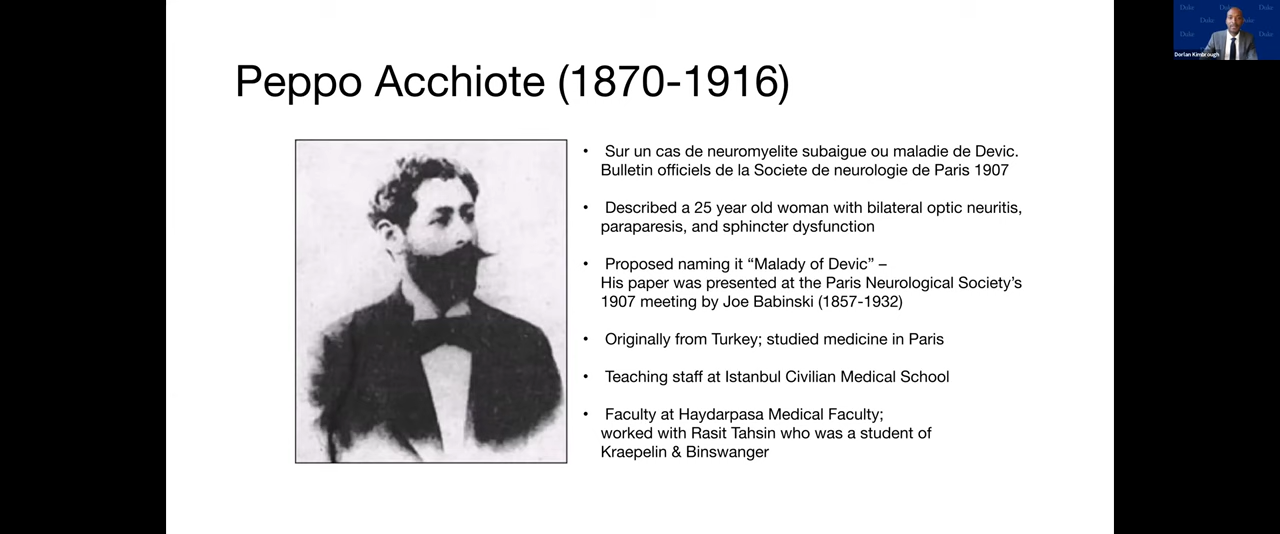 Peppo Acchiote (1870-1916)
• Sur un cas de neuromyelite subaigue ou maladie de Devic.
Bulletin officiels de la Societe de neurologie de Paris 1907
• Described a 25 year old woman with bilateral optic neuritis,
paraparesis, and sphincter dysfunction
• Proposed naming it “Malady of Devic” –
His paper was presented at the Paris Neurological Society’s
1907 meeting by Joe Babinski (1857-1932)
• Originally from Turkey; studied medicine in Paris
• Teaching staff at Istanbul Civilian Medical School
• Faculty at Haydarpasa Medical Faculty;
worked with Rasit Tahsin who was a student of
Kraepelin & Binswanger
Duke Duke Duke
Duke Duke
Duke Duke
Dorlan Kimbrough